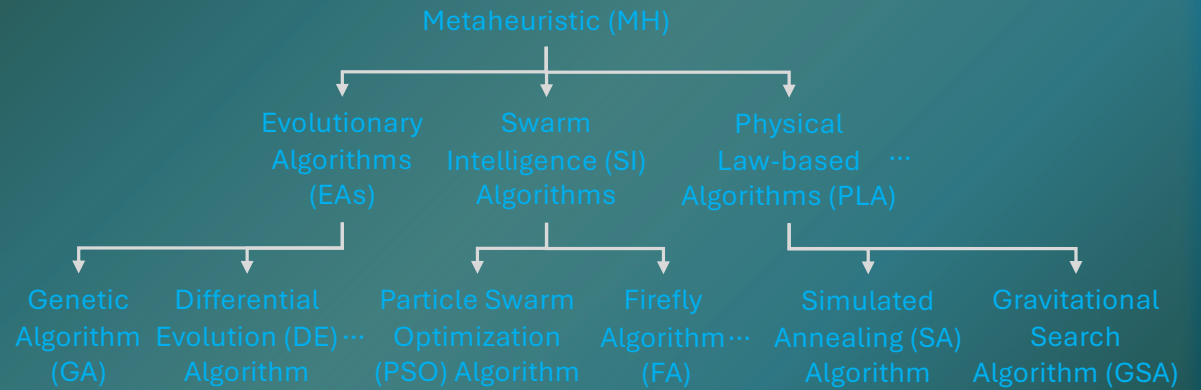 Metaheuristic (MH)
Evolutionary
Algorithms
(EAs)
Swarm
Intelligence (SI)
Algorithms
Physical
Law-based ...
Algorithms (PLA)
Genetic
Algorithm
(GA)
Differential
Evolution (DE) ...
Algorithm
Particle Swarm
Optimization
(PSO) Algorithm
Firefly
Algorithm ...
(FA)
Simulated
Annealing (SA)
Algorithm
Gravitational
Search
Algorithm (GSA)